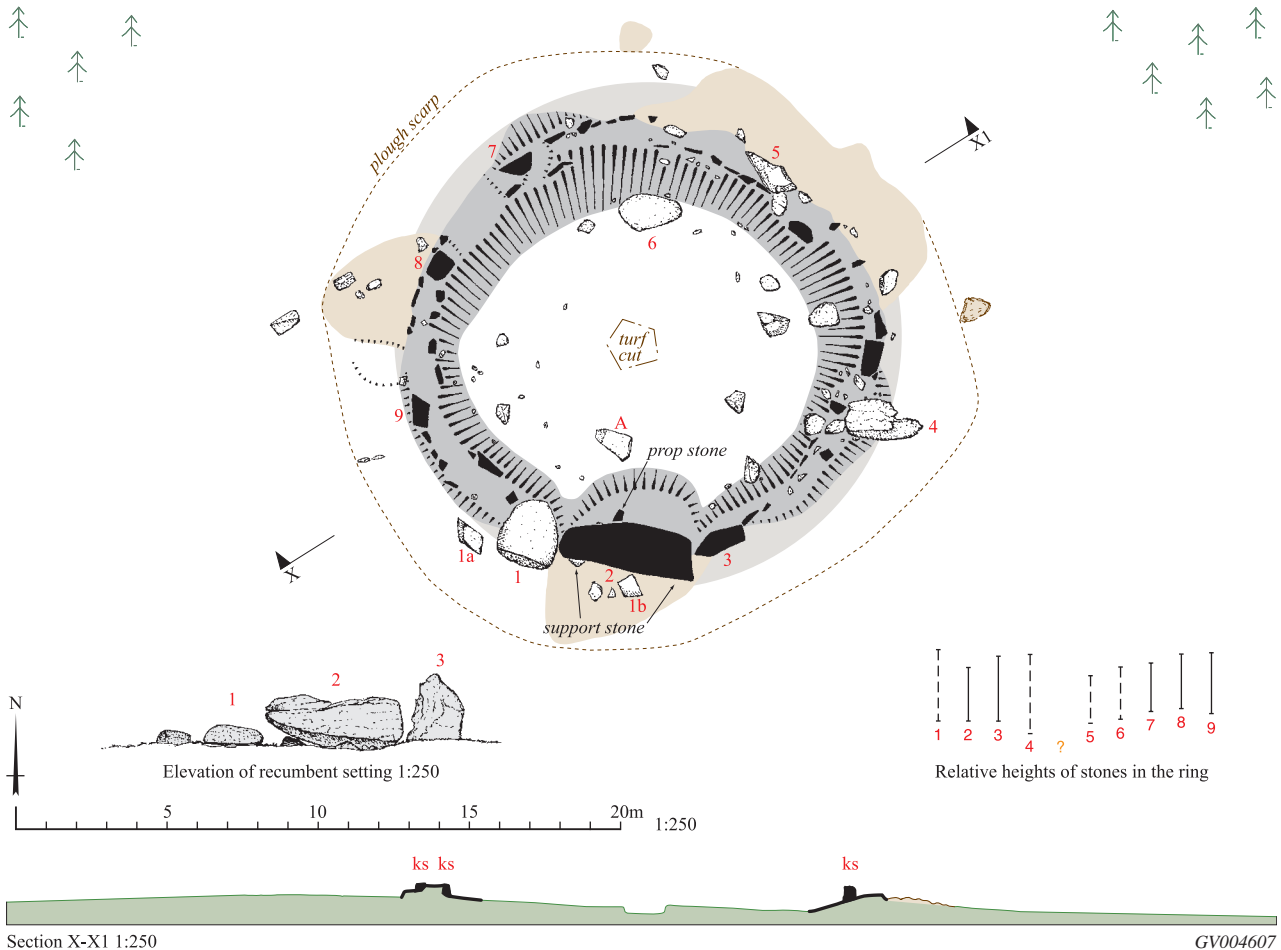 plough scarp
X1
7
5
6
8
turf
cut
9
A
4
prop stone
1a
1
2
3
1b
support stone
X
1
2
3
N
Elevation of recumbent setting 1:250
1 2 3 4 ? 5 6 7 8 9
Relative heights of stones in the ring
5 10 15 20m 1:250
ks ks ks
Section X-X1 1:250
GV004607